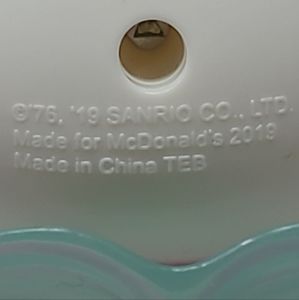 ©'76, '19 SANRIO CO., LTD.
Made for McDonald's 2019
Made in China TEB